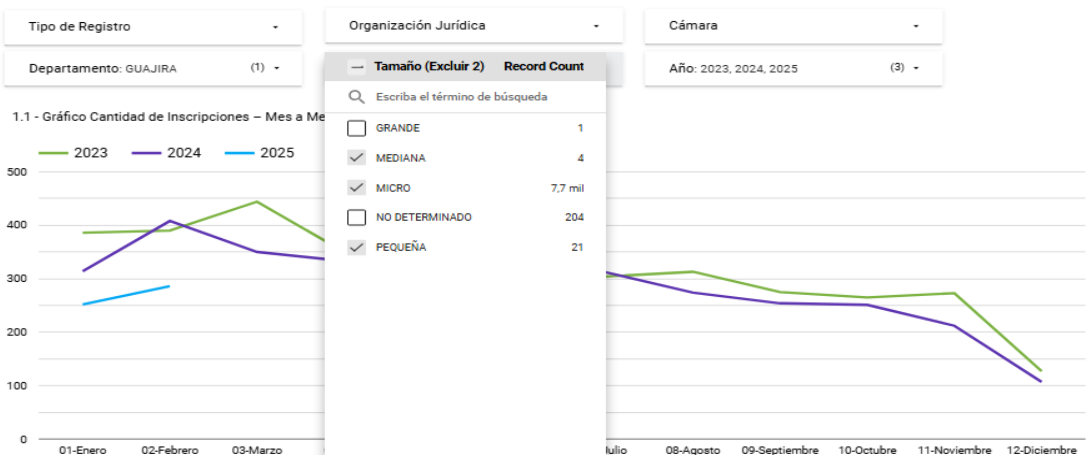 Tipo de Registro
Organización Jurídica
Cámara
Departamento: GUAJIRA (1)
Tamaño (Excluir 2) Record Count
Año: 2023, 2024, 2025 (3)
Escriba el término de búsqueda
1.1 - Gráfico Cantidad de Inscripciones – Mes a Me
GRANDE 1
MEDIANA 4
MICRO 7,7 mil
NO DETERMINADO 204
PEQUEÑA 21
2023 2024 2025
500
400
300
200
100
0
01-Enero 02-Febrero 03-Marzo ulio 08-Agosto 09-Septiembre 10-Octubre 11-Noviembre 12-Diciembre